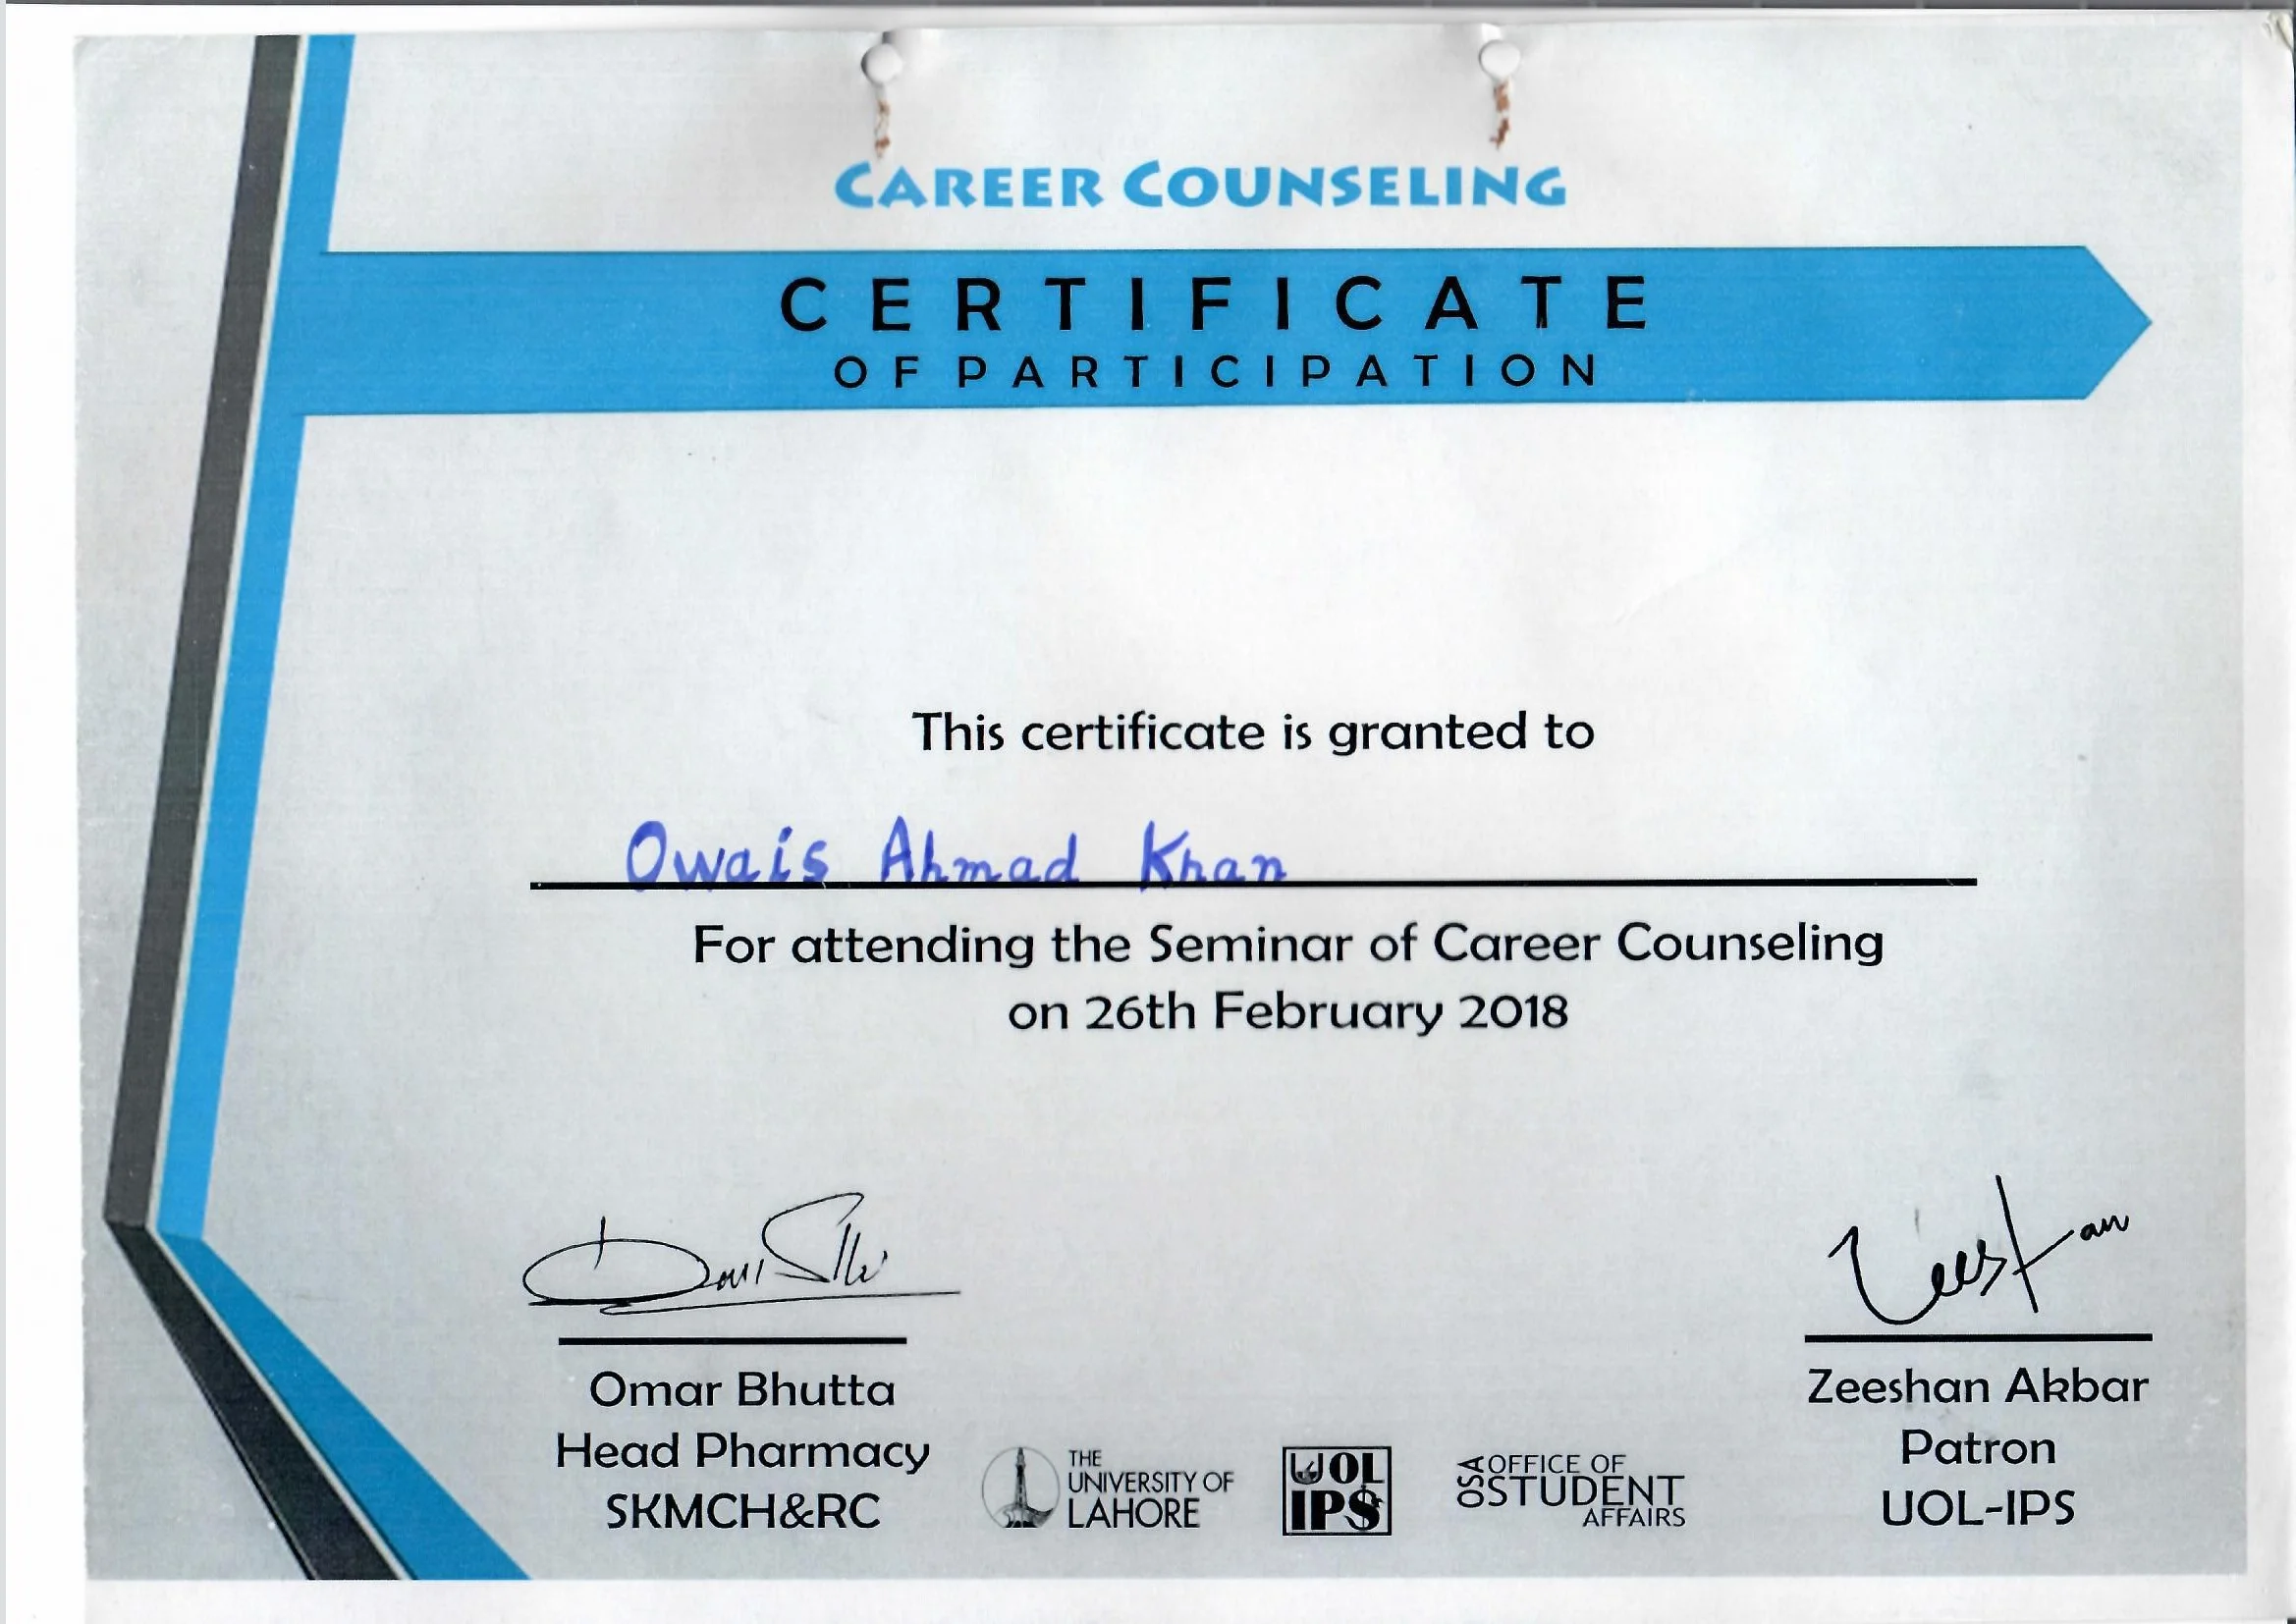 CAREER COUNSELING
CERTIFICATE
OF PARTICIPATION
This certificate is granted to
Owais Ahmad Khan
For attending the Seminar of Career Counseling
on 26th February 2018
Omar Bhutta
Head Pharmacy
SKMCH&RC
THE
UNIVERSITY OF
LAHORE
UOL
IPS
OSA
OFFICE OF
STUDENT
AFFAIRS
Zeeshan Akbar
Patron
UOL-IPS